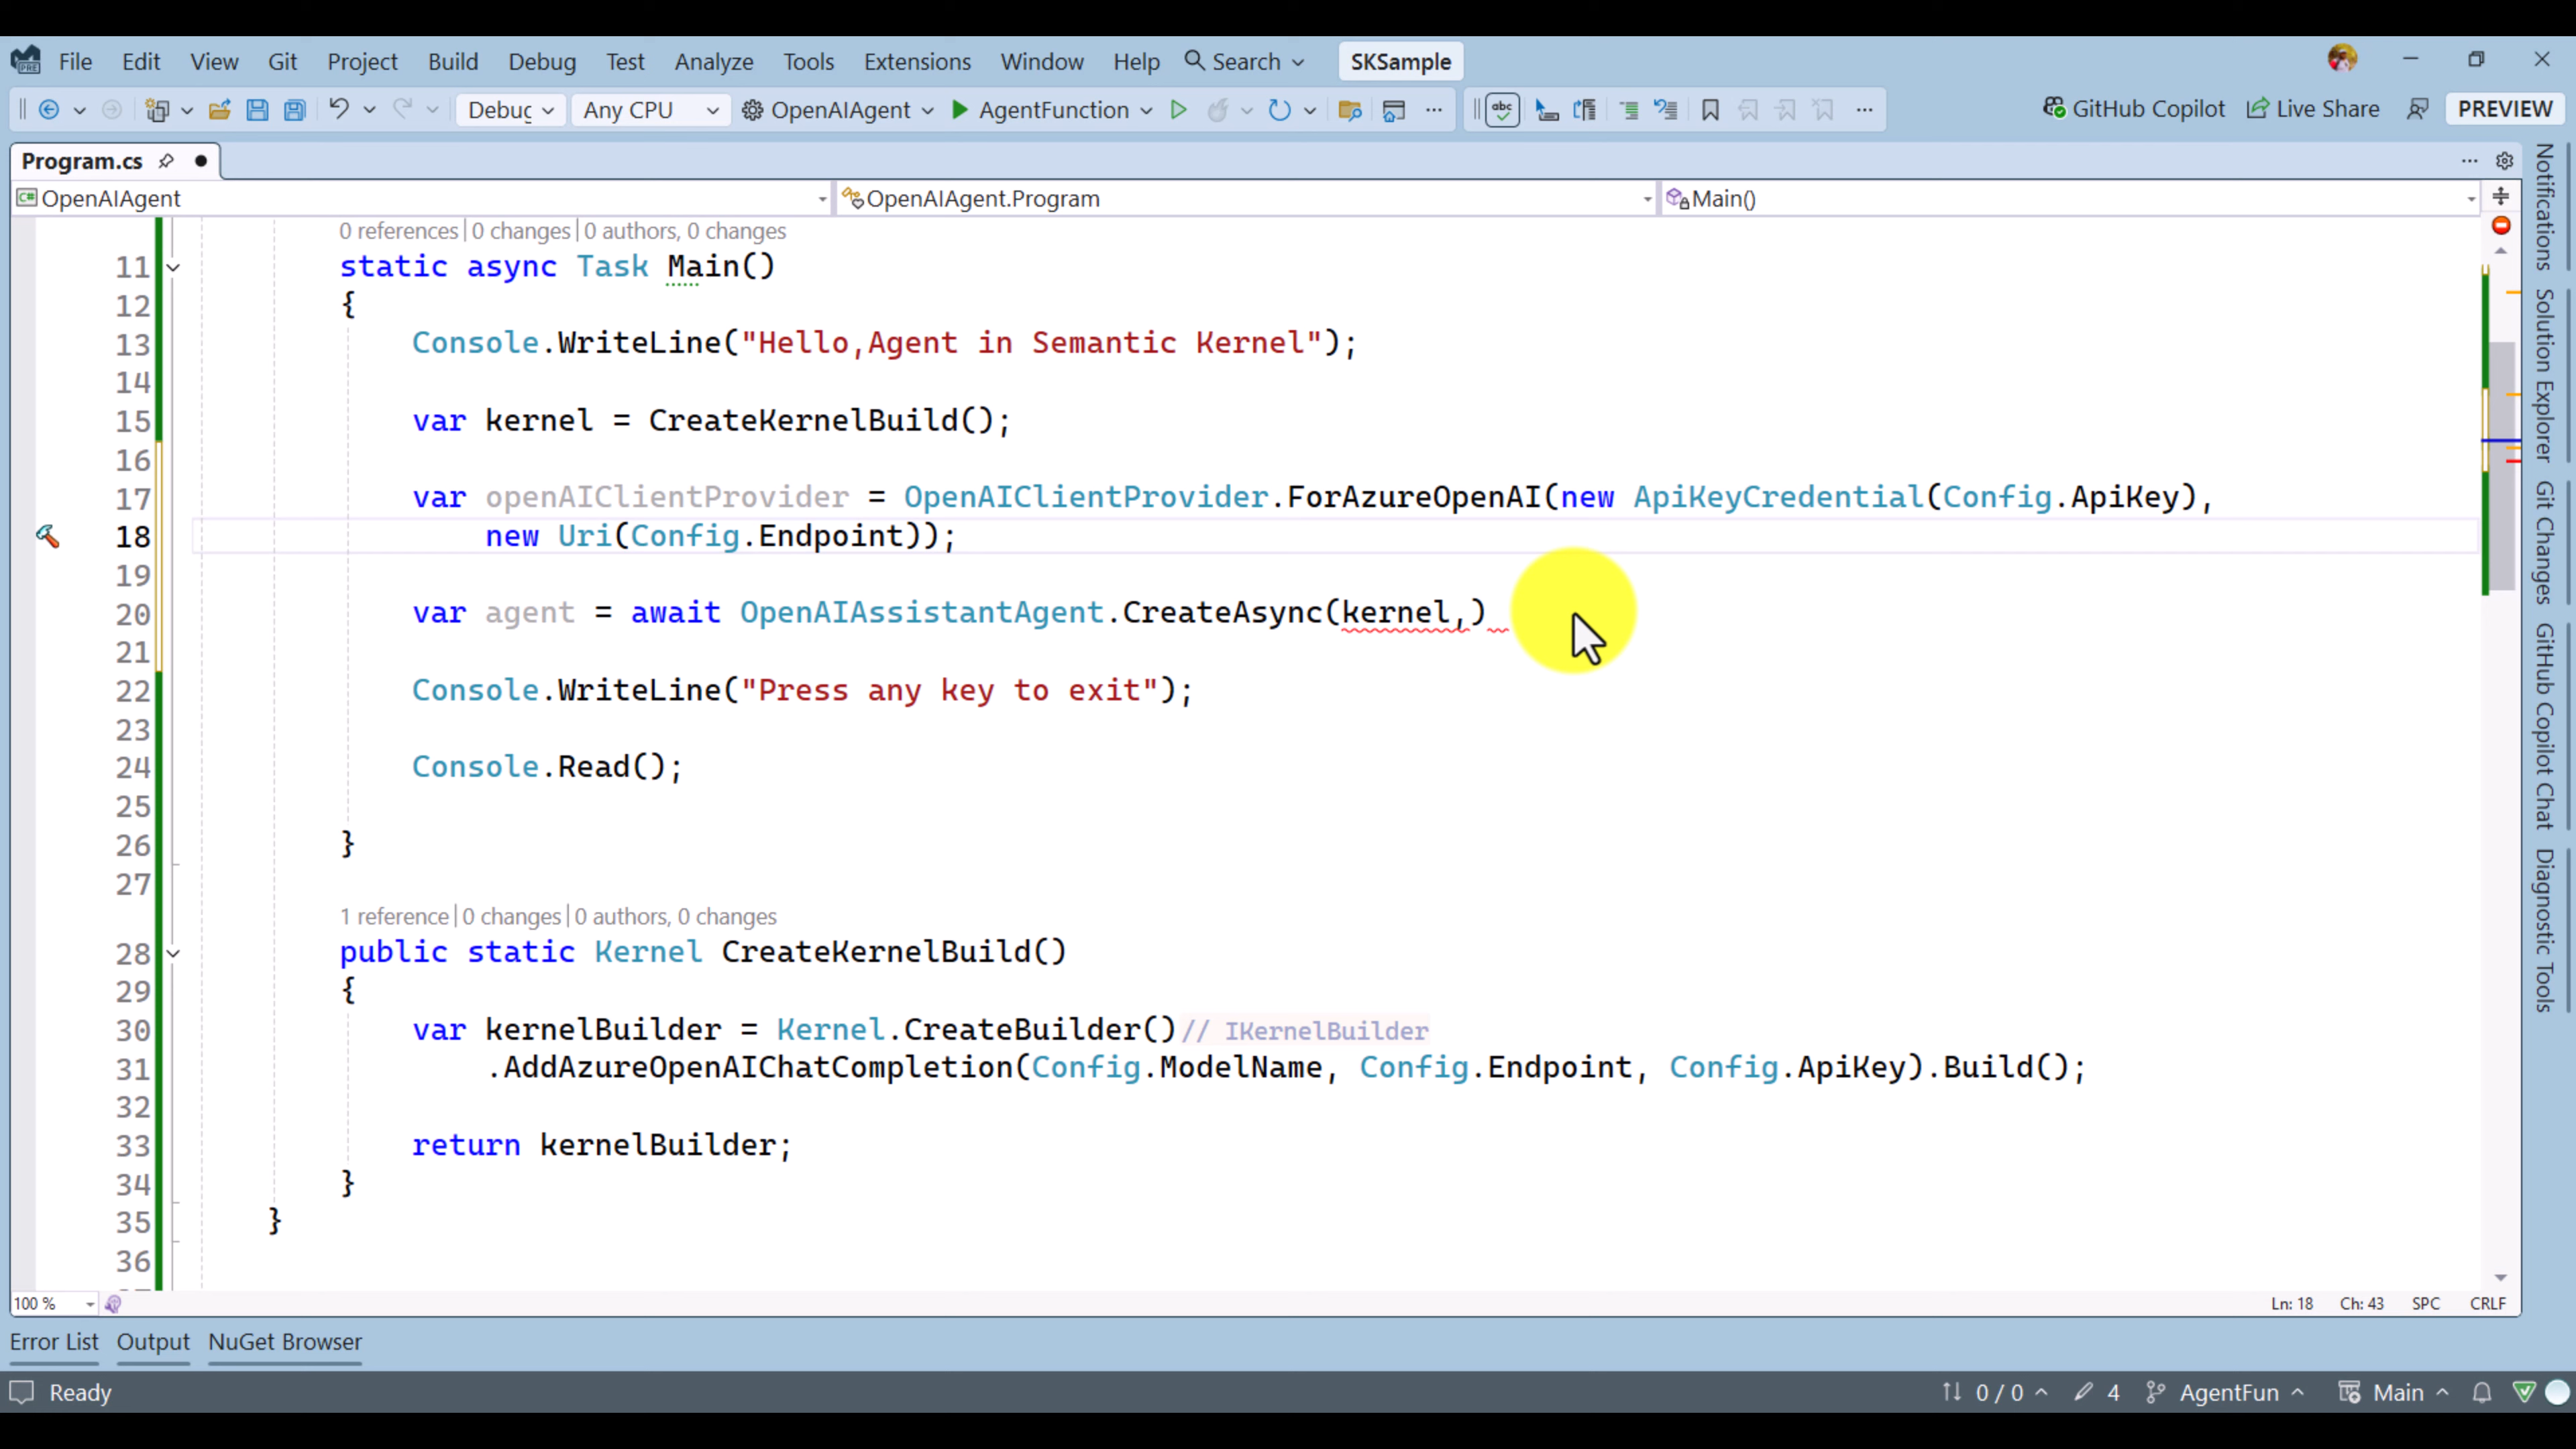 File Edit View Git Project Build Debug Test Analyze Tools Extensions Window Help Search SKSample
Debug Any CPU OpenAIAgent AgentFunction GitHub Copilot Live Share PREVIEW
Program.cs
OpenAIAgent OpenAIAgent.Program Main()
0 references | 0 changes | 0 authors, 0 changes
11 static async Task Main()
12 {
13 Console.WriteLine("Hello,Agent in Semantic Kernel");
14
15 var kernel = CreateKernelBuild();
16
17 var openAIClientProvider = OpenAIClientProvider.ForAzureOpenAI(new ApiKeyCredential(Config.ApiKey),
18 new Uri(Config.Endpoint));
19
20 var agent = await OpenAIAssistantAgent.CreateAsync(kernel,)
21
22 Console.WriteLine("Press any key to exit");
23
24 Console.Read();
25
26 }
27
1 reference | 0 changes | 0 authors, 0 changes
28 public static Kernel CreateKernelBuild()
29 {
30 var kernelBuilder = Kernel.CreateBuilder()// IKernelBuilder
31 .AddAzureOpenAIChatCompletion(Config.ModelName, Config.Endpoint, Config.ApiKey).Build();
32
33 return kernelBuilder;
34 }
35 }
36
100 % Ln: 18 Ch: 43 SPC CRLF
Error List Output NuGet Browser
Ready 0 / 0 4 AgentFun Main
Notifications
Solution Explorer
Git Changes
GitHub Copilot Chat
Diagnostic Tools